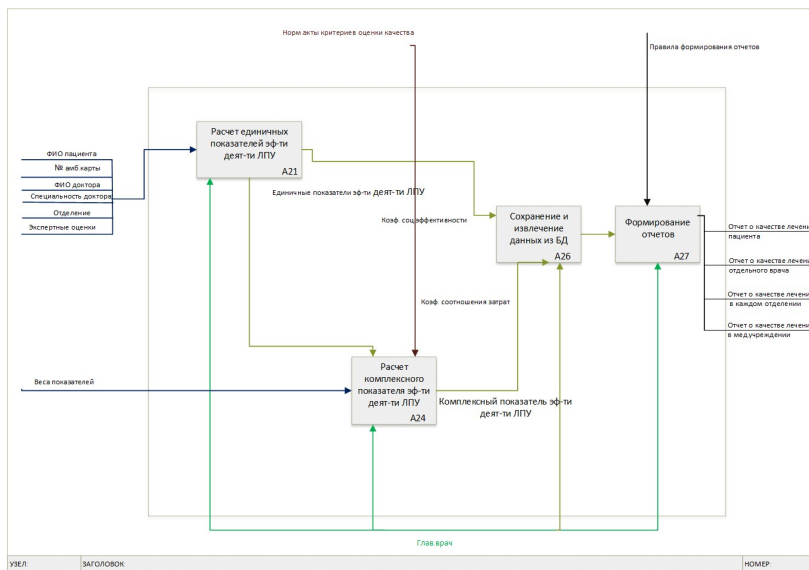 Норм акты критериев оценки качества
Правила формирования отчетов
ФИО пациента
№ амб.карты
ФИО доктора
Специальность доктора
Отделение
Экспертные оценки
Расчет единичных
показателей эф-ти
деят-ти ЛПУ
A21
Единичные показатели эф-ти деят-ти ЛПУ
Коэф. соц.эффективности
Сохранение и
извлечение
данных из БД
A26
Формирование
отчетов
A27
Отчет о качестве лечени
пациента
Отчет о качестве лечени
отдельного врача
Отчет о качестве лечени
в каждом отделении
Отчет о качестве лечени
в мед.учреждении
Коэф. соотношения затрат
Веса показателей
Расчет
комплексного
показателя эф-ти
деят-ти ЛПУ
A24
Комплексный показатель эф-ти
деят-ти ЛПУ
Глав врач
УЗЕЛ:
ЗАГОЛОВОК:
НОМЕР: